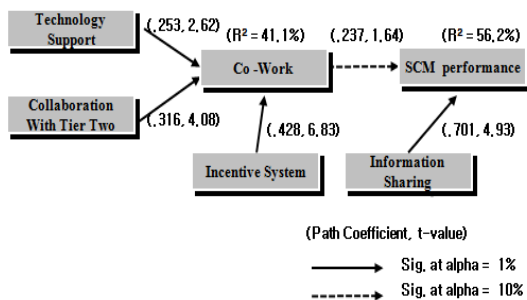 Technology
Support
(.253, 2.62)
(R² = 41.1%)
(.237, 1.64)
(R² = 56.2%)
Co -Work
SCM performance
Collaboration
With Tier Two
(.316, 4.08)
(.428, 6.83)
(.701, 4.93)
Incentive System
Information
Sharing
(Path Coefficient, t-value)
Sig. at alpha = 1%
Sig. at alpha = 10%